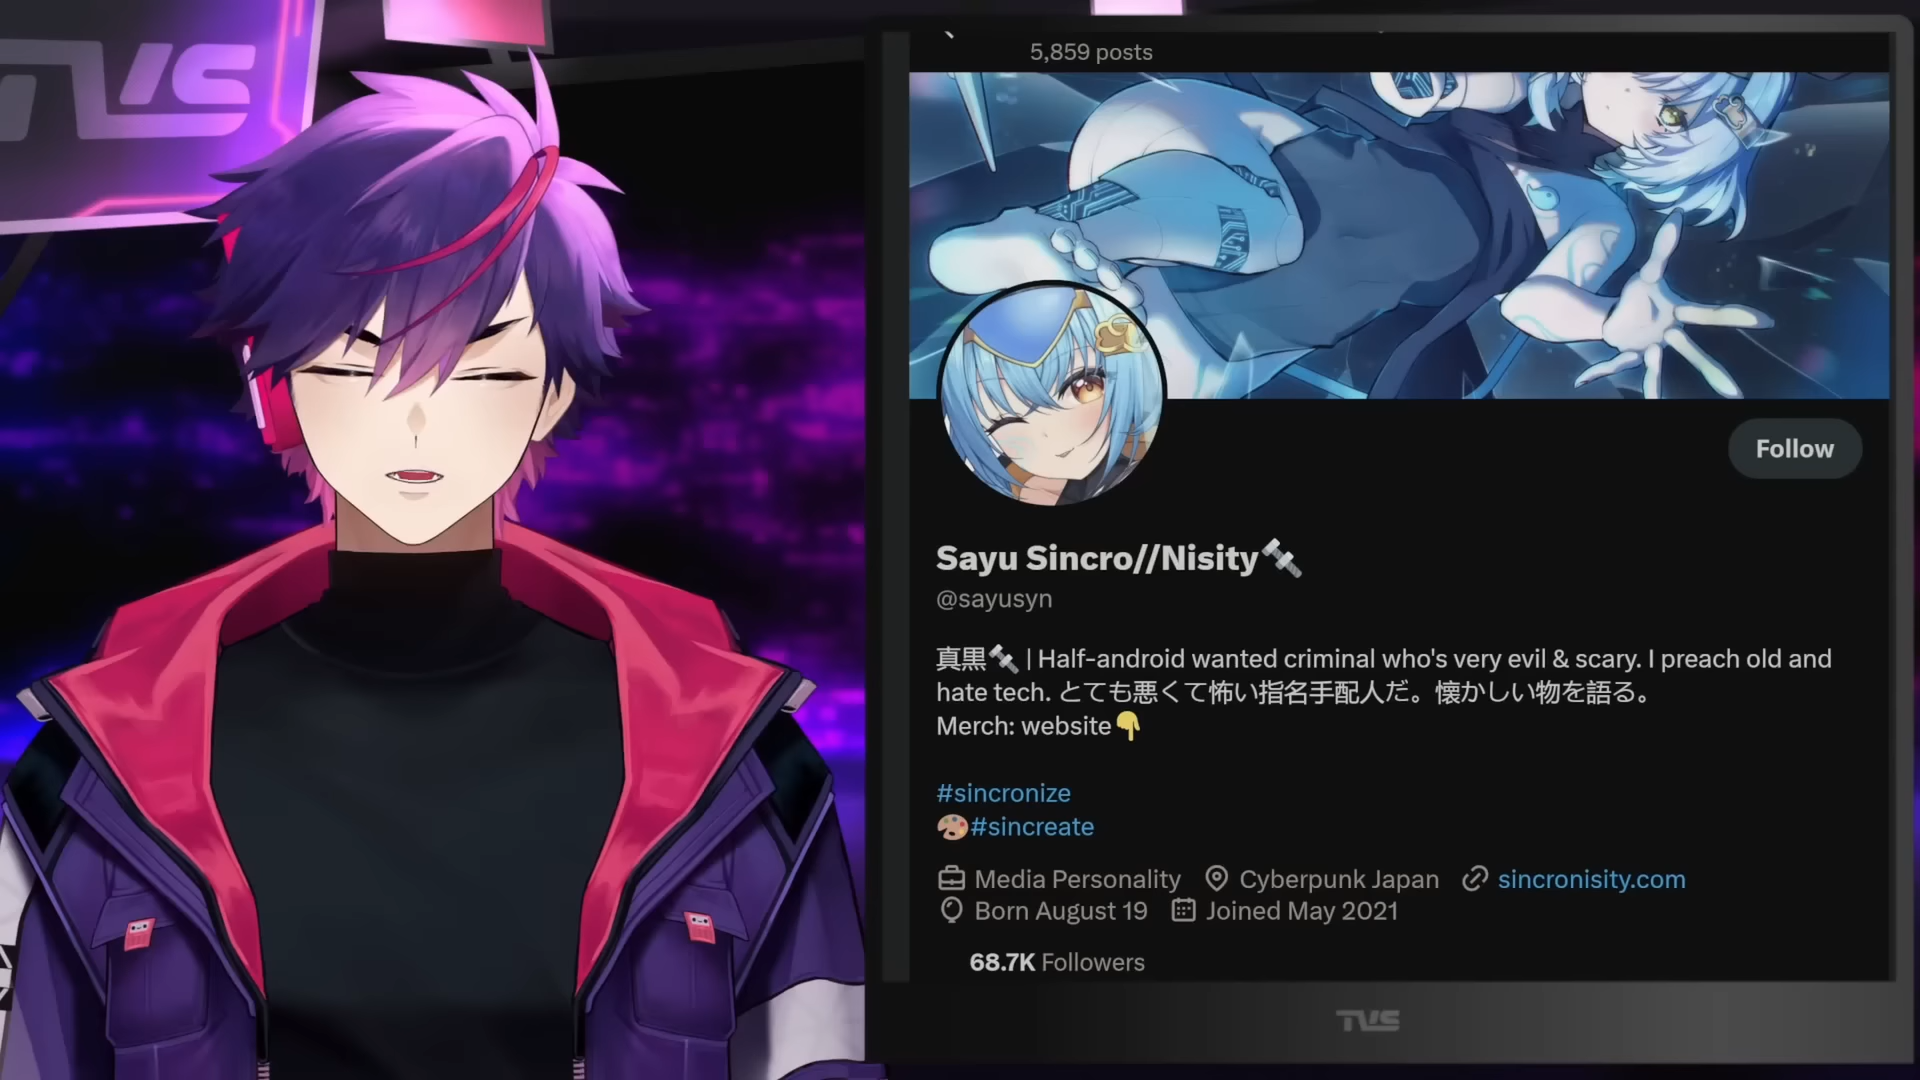 TVS
5,859 posts
Follow
Sayu Sincro//Nisity
@sayusyn
真黒 | Half-android wanted criminal who's very evil & scary. I preach old and
hate tech. とても悪くて怖い指名手配人だ。懐かしい物を語る。
Merch: website👇
#sincronize
🎨#sincreate
Media Personality Cyberpunk Japan sincronisity.com
Born August 19 Joined May 2021
68.7K Followers
TVS